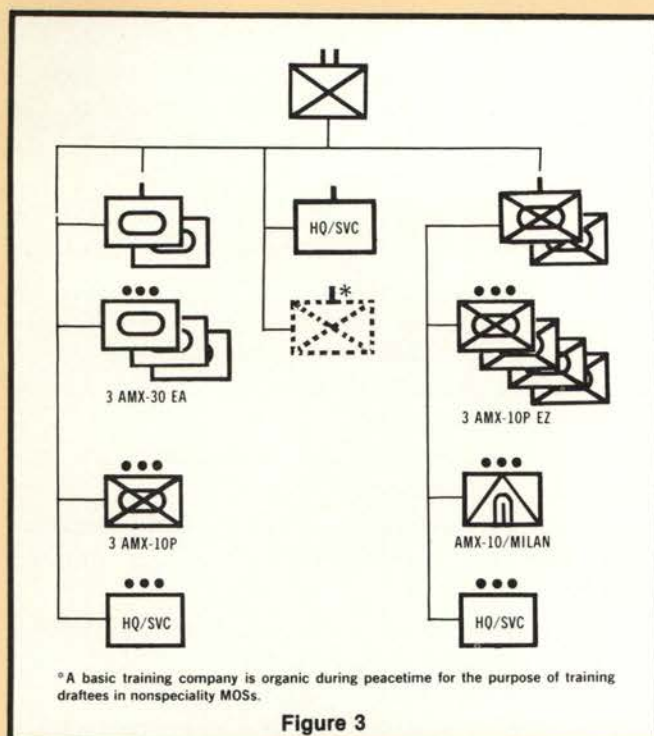 HQ/SVC
*
3 AMX-30 EA
3 AMX-10P EZ
3 AMX-10P
AMX-10/MILAN
HQ/SVC
HQ/SVC
*A basic training company is organic during peacetime for the purpose of training
draftees in nonspeciality MOSs.
Figure 3